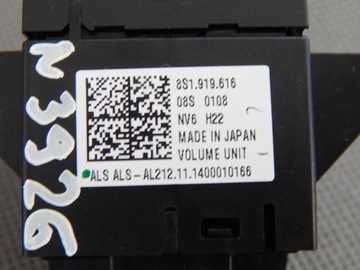 N3926
8S1.919.616
08S 0108
NV6 H22
MADE IN JAPAN
VOLUME UNIT
ALS ALS-AL212.11.1400010166